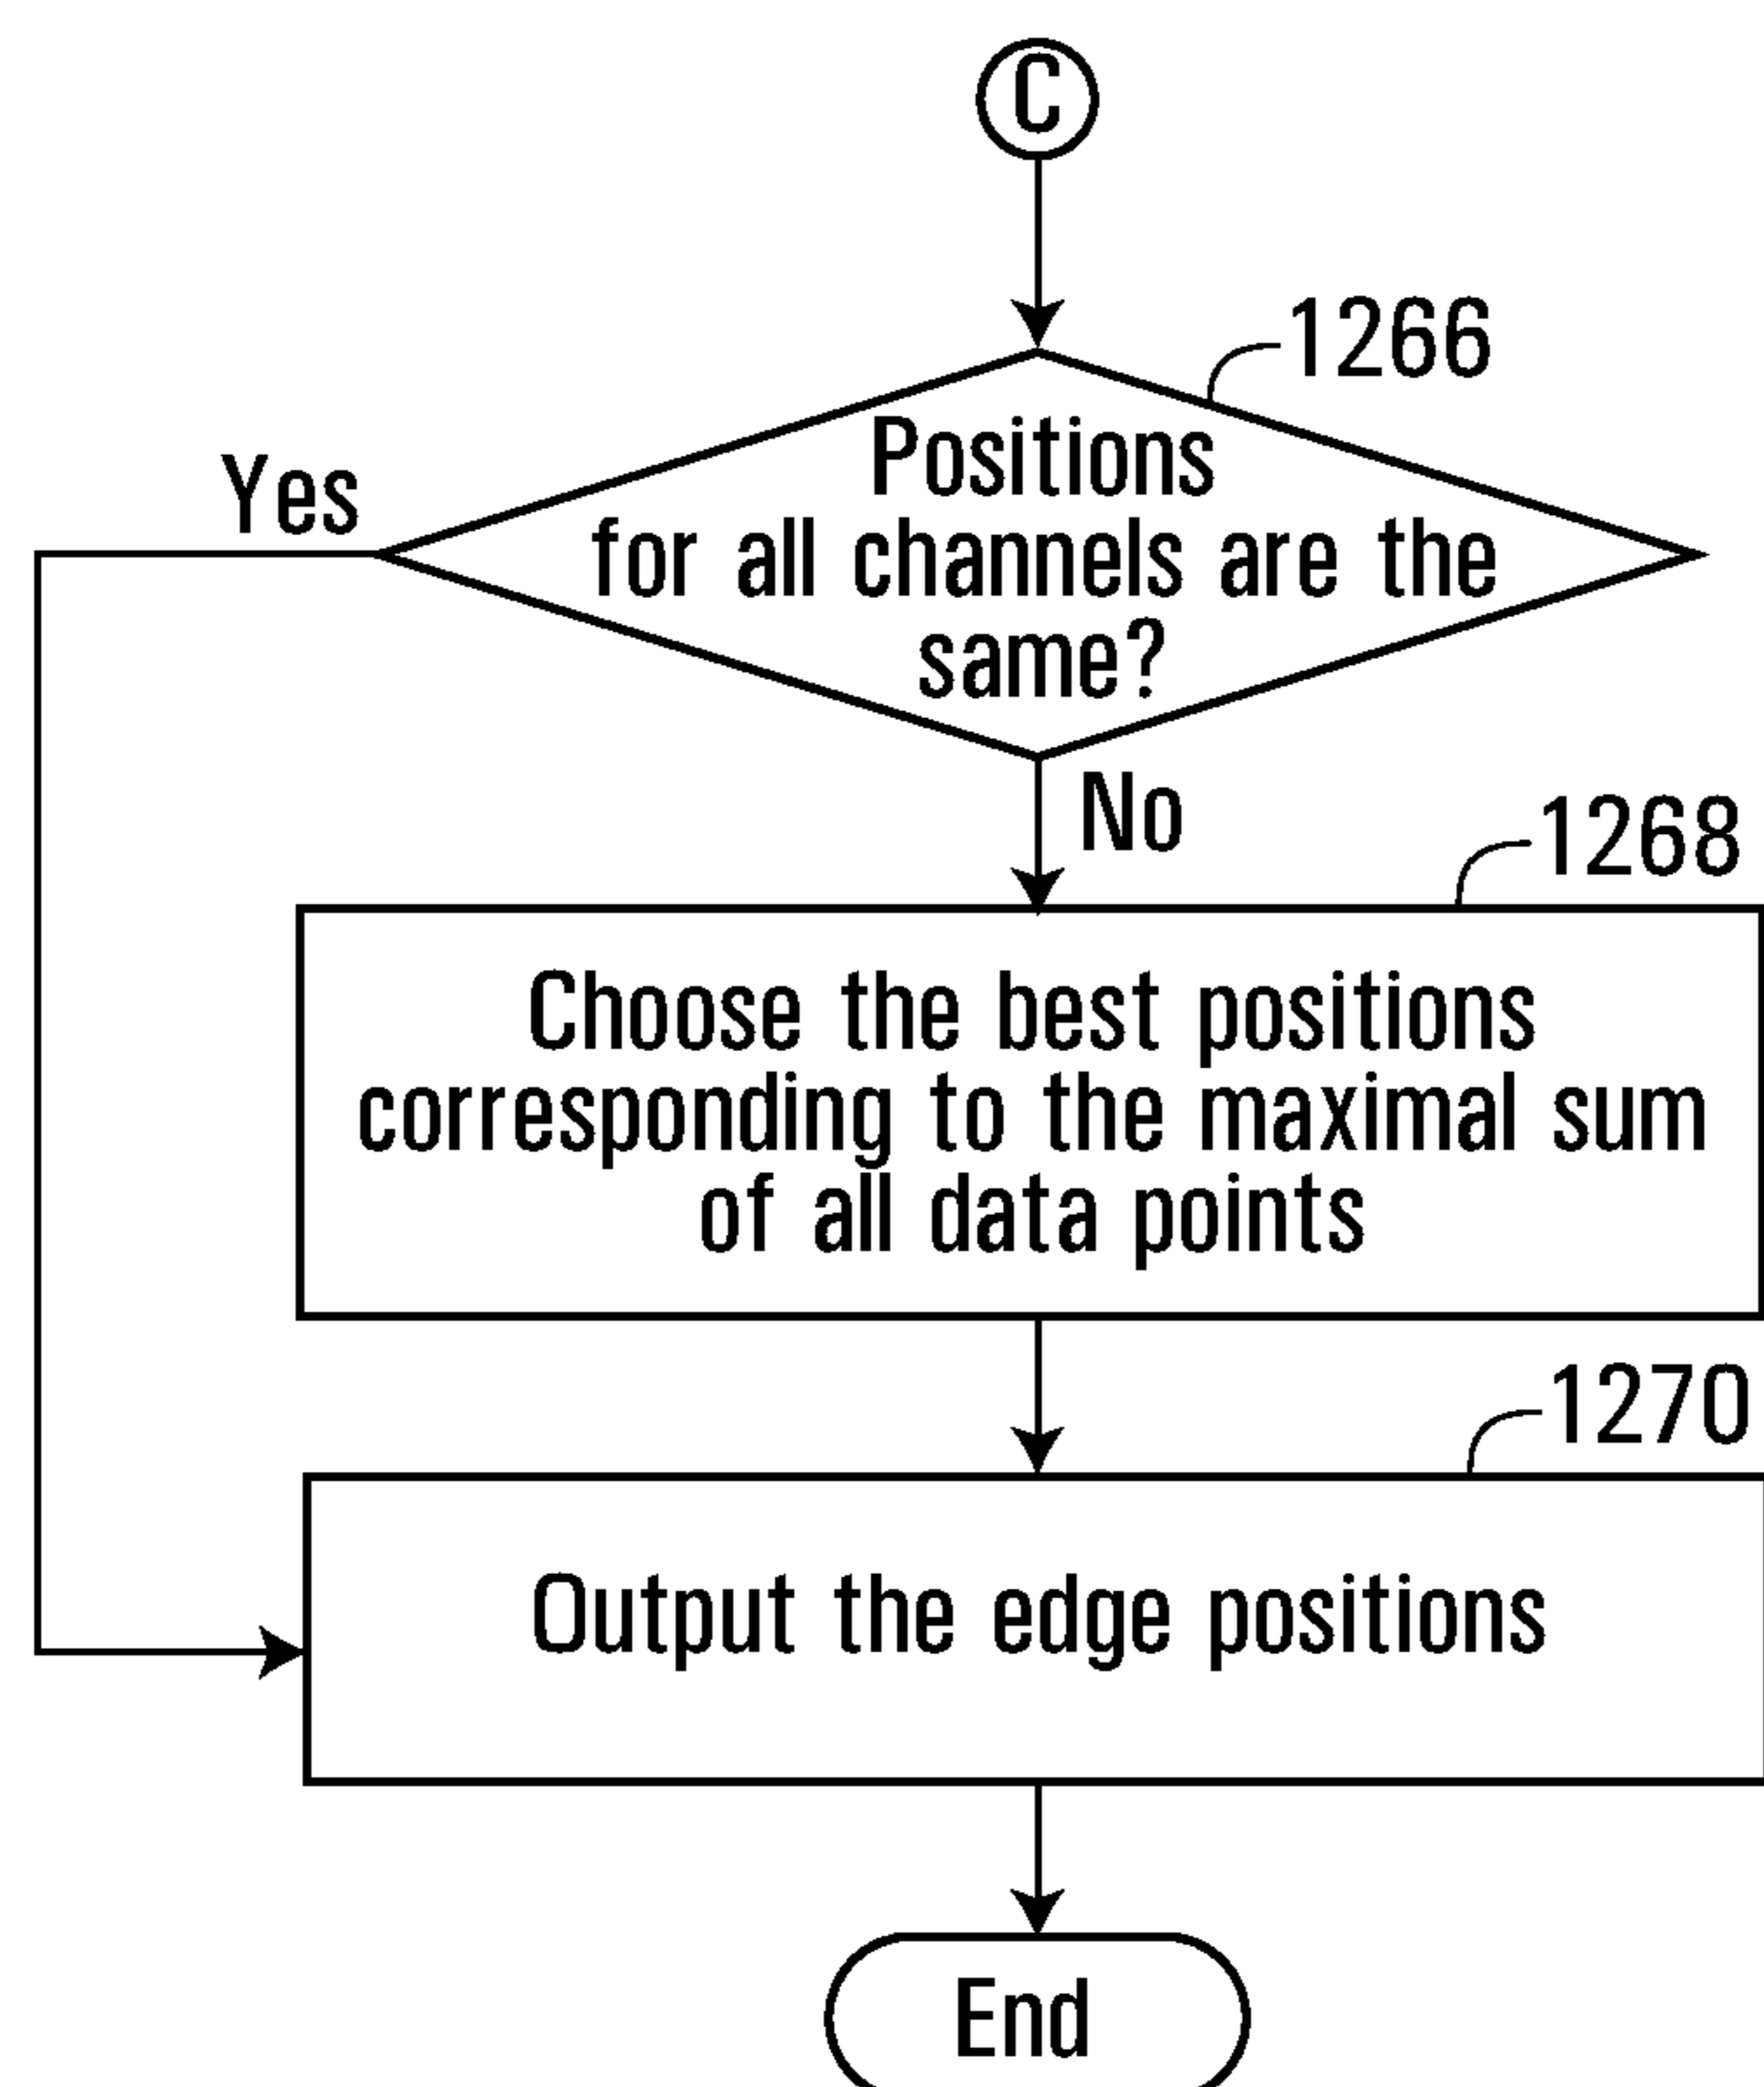 C
1266
Positions
for all channels are the
same?
Yes
No
1268
Choose the best positions
corresponding to the maximal sum
of all data points
1270
Output the edge positions
End